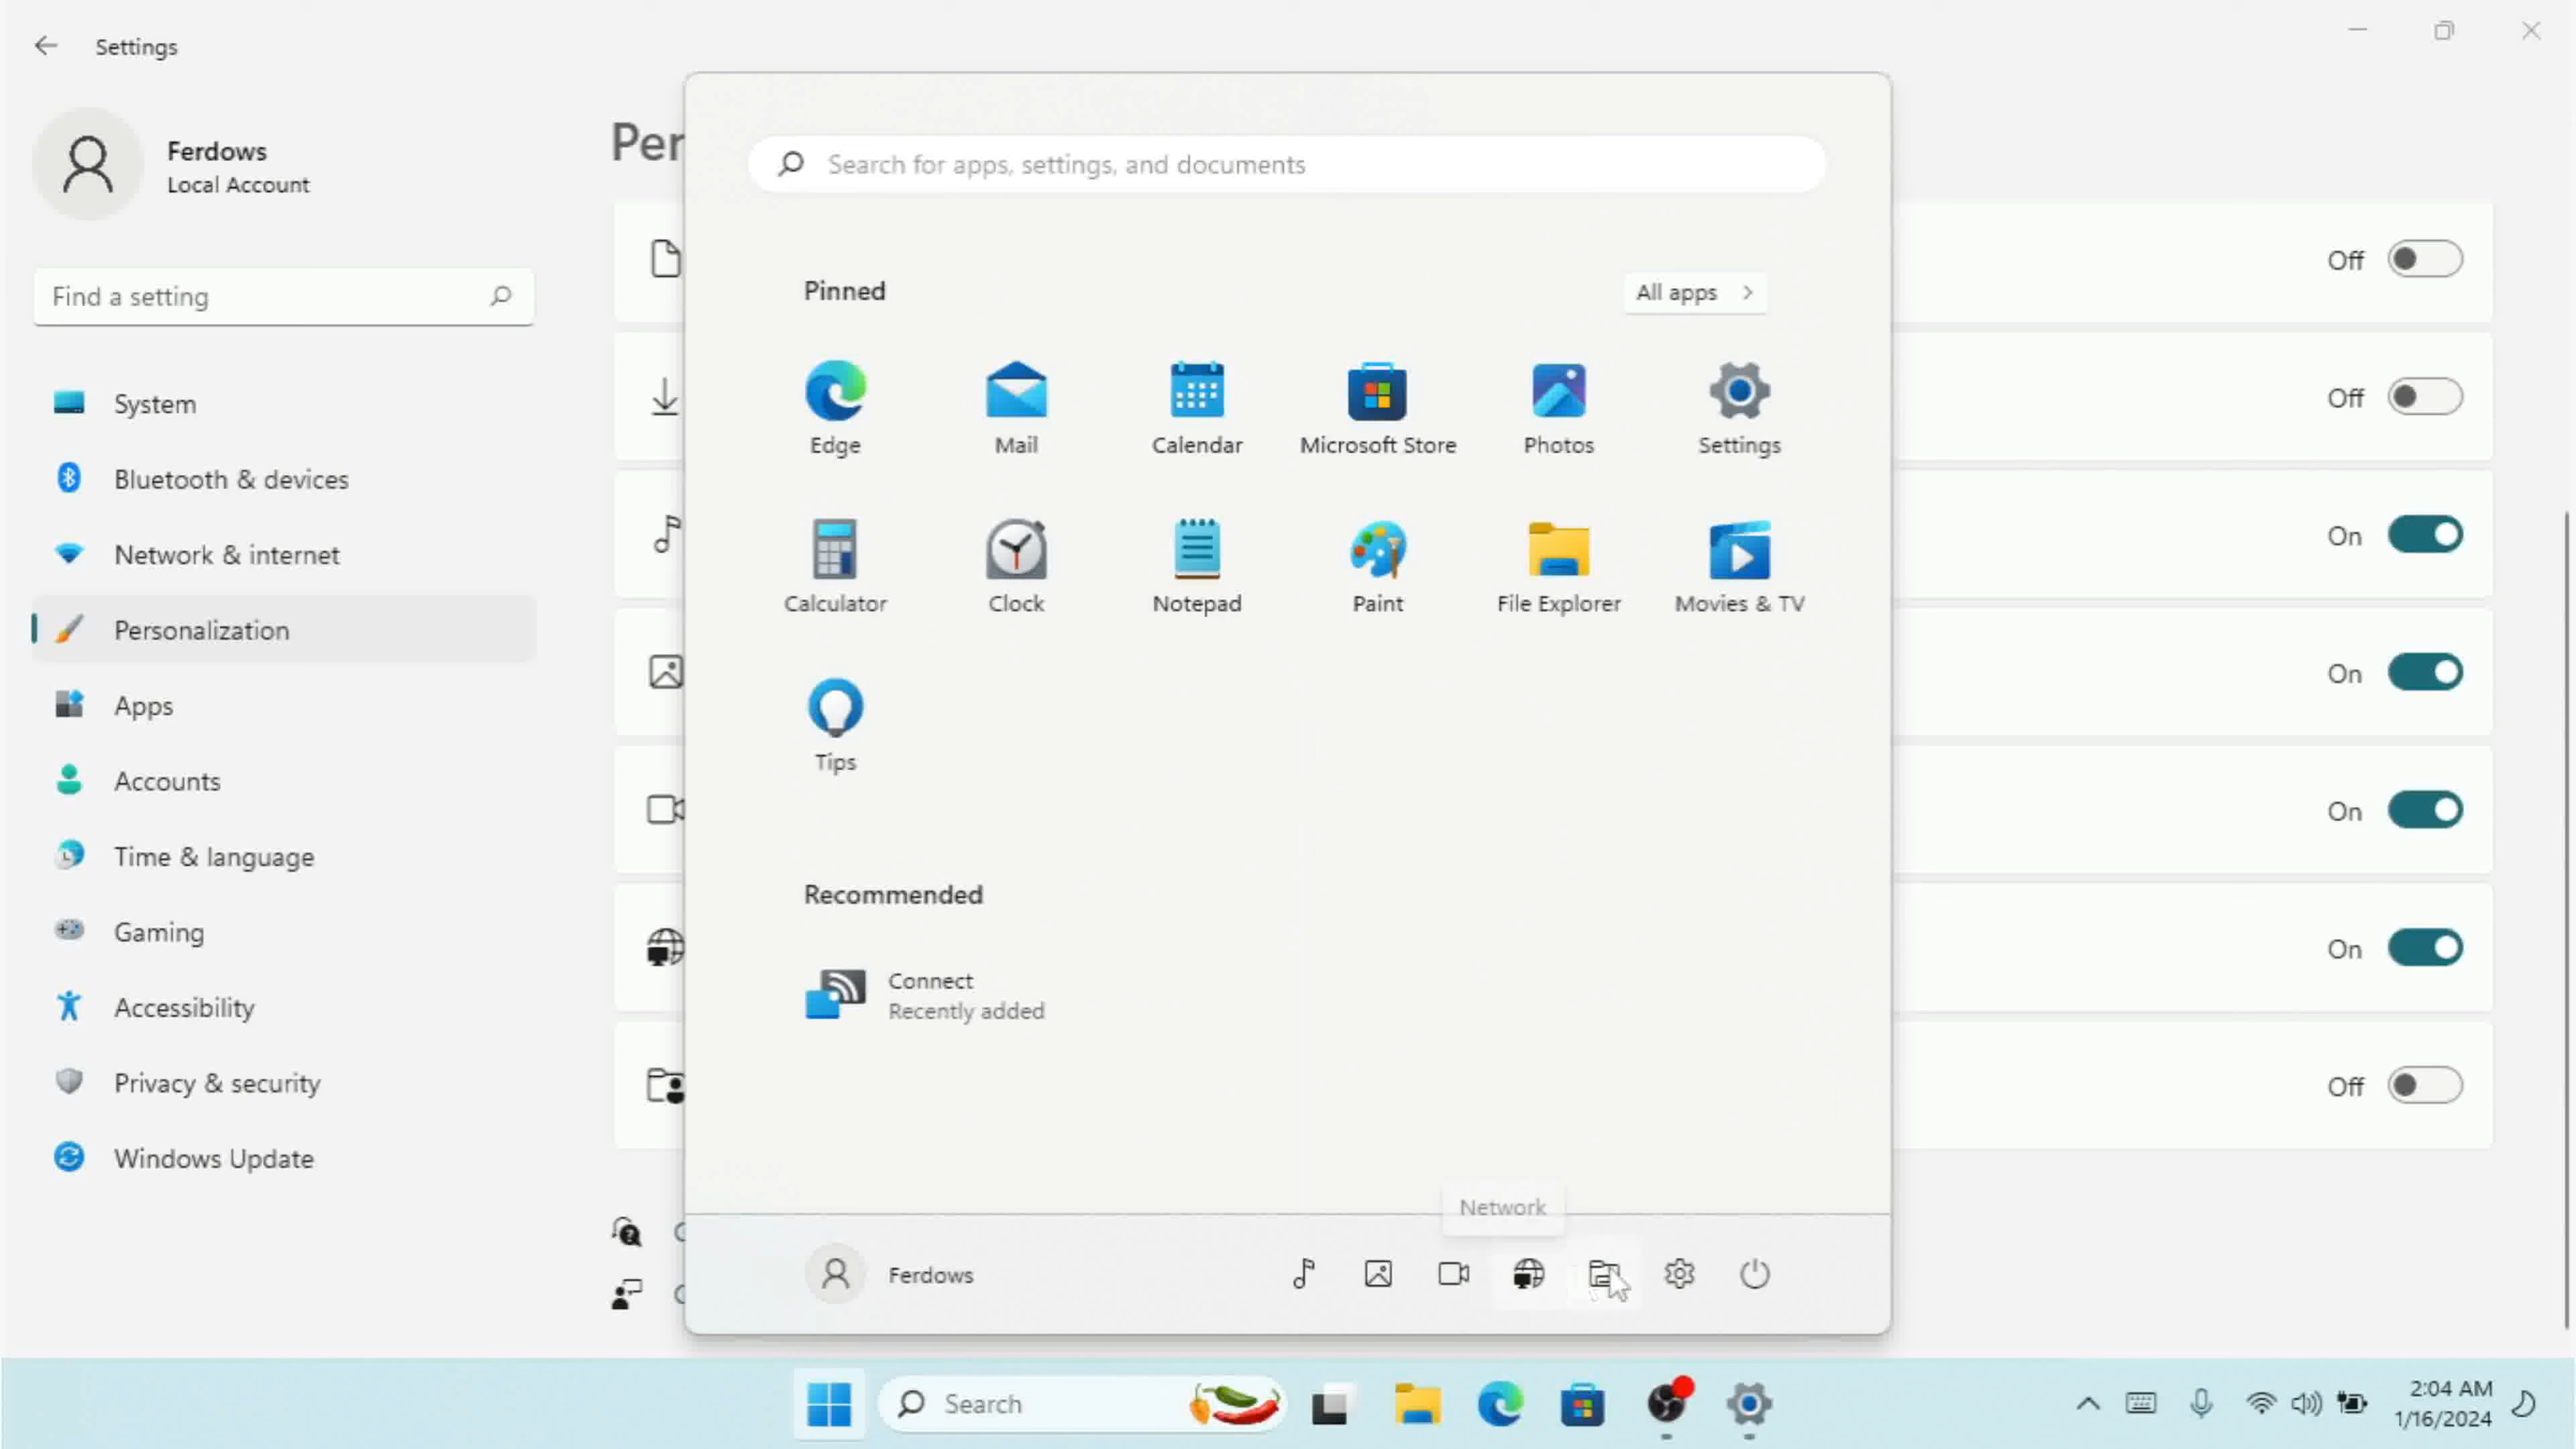 Settings
Ferdows
Local Account
Find a setting
System
Bluetooth & devices
Network & internet
Personalization
Apps
Accounts
Time & language
Gaming
Accessibility
Privacy & security
Windows Update
Per
Search for apps, settings, and documents
Pinned
All apps
Edge
Mail
Calendar
Microsoft Store
Photos
Settings
Calculator
Clock
Notepad
Paint
File Explorer
Movies & TV
Tips
Recommended
Connect
Recently added
Network
Ferdows
Off
Off
On
On
On
On
Off
Search
2:04 AM
1/16/2024